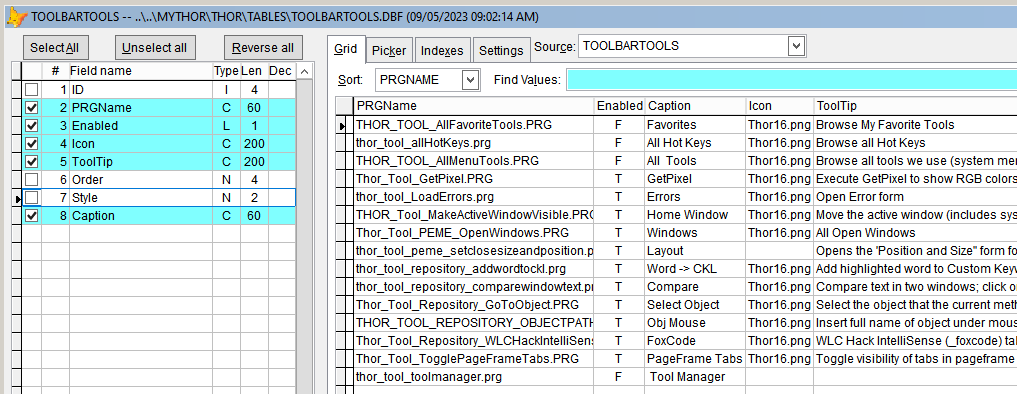 TOOLBARTOOLS -- ..\..\MYTHOR\THOR\TABLES\TOOLBARTOOLS.DBF (09/05/2023 09:02:14 AM)
Select All Unselect all Reverse all
# Field name Type Len Dec
1 ID I 4
2 PRGName C 60
3 Enabled L 1
4 Icon C 200
5 ToolTip C 200
6 Order N 4
7 Style N 2
8 Caption C 60
Grid Picker Indexes Settings Source: TOOLBARTOOLS
Sort: PRGNAME Find Values:
PRGName Enabled Caption Icon ToolTip
THOR_TOOL_AllFavoriteTools.PRG F Favorites Thor16.png Browse My Favorite Tools
thor_tool_allHotKeys.prg F All Hot Keys Thor16.png Browse all Hot Keys
THOR_TOOL_AllMenuTools.PRG F All Tools Thor16.png Browse all tools we use (system me
Thor_Tool_GetPixel.PRG T GetPixel Thor16.png Execute GetPixel to show RGB colors
thor_tool_LoadErrors.prg T Errors Thor16.png Open Error form
THOR_Tool_MakeActiveWindowVisible.PRG T Home Window Thor16.png Move the active window (includes sys
Thor_Tool_PEME_OpenWindows.PRG T Windows Thor16.png All Open Windows
thor_tool_peme_setclosesizeandposition.p T Layout Opens the 'Position and Size" form fo
thor_tool_repository_addwordtockl.prg T Word -> CKL Thor16.png Add highlighted word to Custom Keyw
thor_tool_repository_comparewindowtext.pr T Compare Thor16.png Compare text in two windows; click o
Thor_Tool_Repository_GoToObject.PRG T Select Object Thor16.png Select the object that the current meth
THOR_TOOL_REPOSITORY_OBJECTPATH T Obj Mouse Thor16.png Insert full name of object under mous
Thor_Tool_Repository_WLCHackIntelliSens T FoxCode Thor16.png WLC Hack IntelliSense (_foxcode) tab
Thor_Tool_TogglePageFrameTabs.PRG T PageFrame Tabs Thor16.png Toggle visibility of tabs in pageframe
thor_tool_toolmanager.prg F Tool Manager